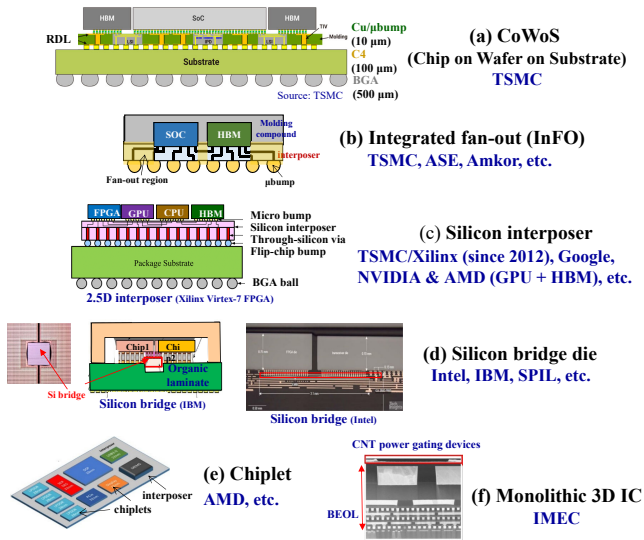 HBM
SoC
HBM
TIV
Molding
RDL
LSI
IPD
LSI
Cu/μbump
(10 μm)
C4
(100 μm)
BGA
(500 μm)
Substrate
Source: TSMC
(a) CoWoS
(Chip on Wafer on Substrate)
TSMC
Molding
compound
SOC
HBM
interposer
Fan-out region
μbump
(b) Integrated fan-out (InFO)
TSMC, ASE, Amkor, etc.
FPGA
GPU
CPU
HBM
Micro bump
Silicon interposer
Through-silicon via
Flip-chip bump
Package Substrate
BGA ball
2.5D interposer (Xilinx Virtex-7 FPGA)
(c) Silicon interposer
TSMC/Xilinx (since 2012), Google,
NVIDIA & AMD (GPU + HBM), etc.
Chip1
Chi
p2
Organic
laminate
Si bridge
Silicon bridge (IBM)
Silicon bridge (Intel)
(d) Silicon bridge die
Intel, IBM, SPIL, etc.
interposer
chiplets
(e) Chiplet
AMD, etc.
CNT power gating devices
BEOL
(f) Monolithic 3D IC
IMEC